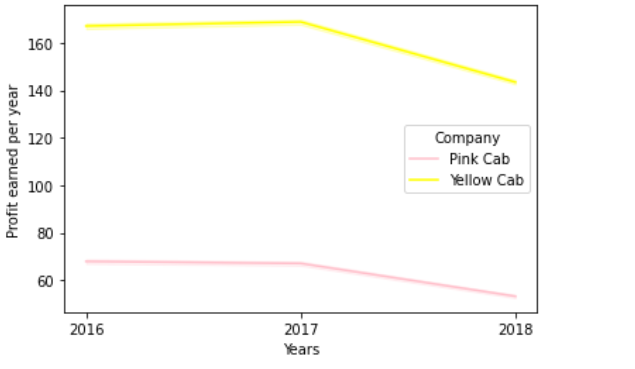 160
140
120
100
80
60
Profit earned per year
Company
Pink Cab
Yellow Cab
2016 2017 2018
Years